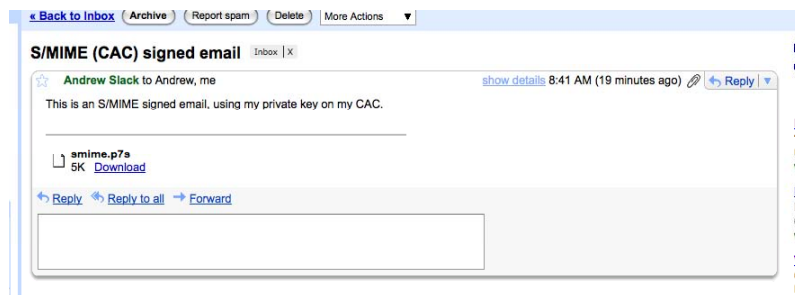 « Back to Inbox Archive Report spam Delete More Actions ▼
S/MIME (CAC) signed email Inbox X
Andrew Slack to Andrew, me show details 8:41 AM (19 minutes ago) Reply
This is an S/MIME signed email, using my private key on my CAC.
smime.p7s
5K Download
Reply Reply to all Forward